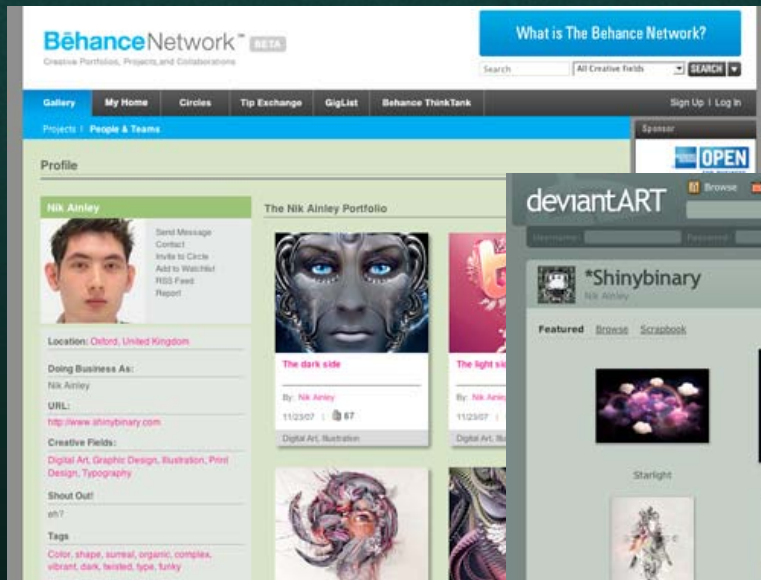 BēhanceNetwork™ BETA
Creative Portfolios, Projects, and Collaborations
What is The Behance Network?
Search
All Creative Fields
SEARCH
Gallery
My Home
Circles
Tip Exchange
GigList
Behance ThinkTank
Sign Up | Log In
Projects | People & Teams
Sponsor
OPEN
Profile
Nik Ainley
Send Message
Contact
Invite to Circle
Add to Watchlist
RSS Feed
Report
Location: Oxford, United Kingdom
Doing Business As:
Nik Ainley
URL:
http://www.shinybinary.com
Creative Fields:
Digital Art, Graphic Design, Illustration, Print
Design, Typography
Shout Out!
eh?
Tags
Color, shape, surreal, organic, complex,
vibrant, dark, twisted, type, funky
The Nik Ainley Portfolio
The dark side
By: Nik Ainley
11/23/07 | 67
Digital Art, Illustration
The light
By: Nik
11/23/07
Digital Art,
deviantART
Browse
Username:
Password:
*Shinybinary
Nik Ainley
Featured Browse Scrapbook
Starlight